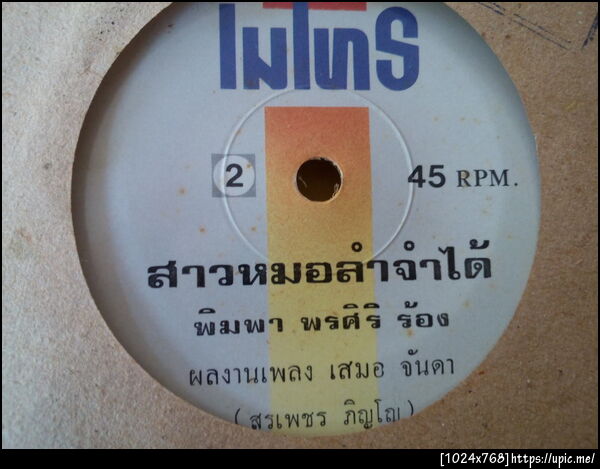 เมโทร
2
45 RPM.
สาวหมอลำจำได้
พิมพา พรศิริ ร้อง
ผลงานเพลง เสมอ จันดา
(สุรเพชร ภิญโญ)
[1024x768]https://upic.me/